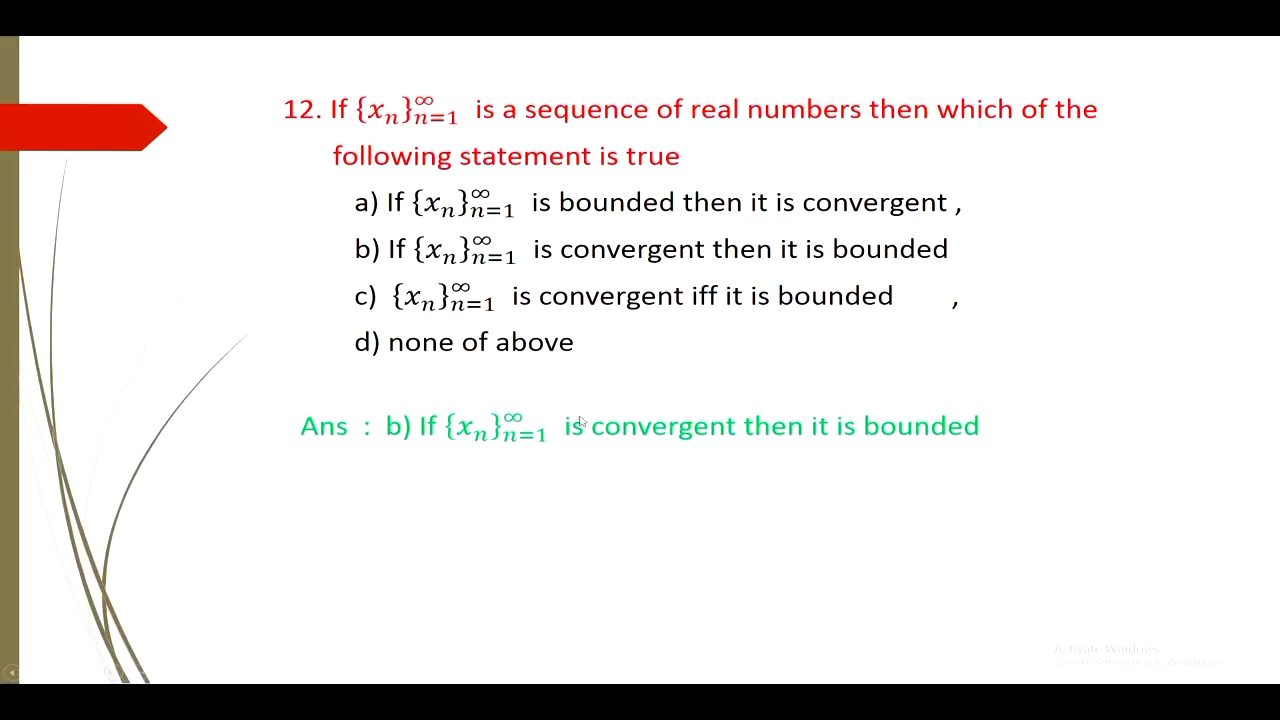 12. If {xₙ}∞ₙ₌₁ is a sequence of real numbers then which of the
following statement is true
a) If {xₙ}∞ₙ₌₁ is bounded then it is convergent ,
b) If {xₙ}∞ₙ₌₁ is convergent then it is bounded
c) {xₙ}∞ₙ₌₁ is convergent iff it is bounded ,
d) none of above
Ans : b) If {xₙ}∞ₙ₌₁ is convergent then it is bounded
Activate Windows